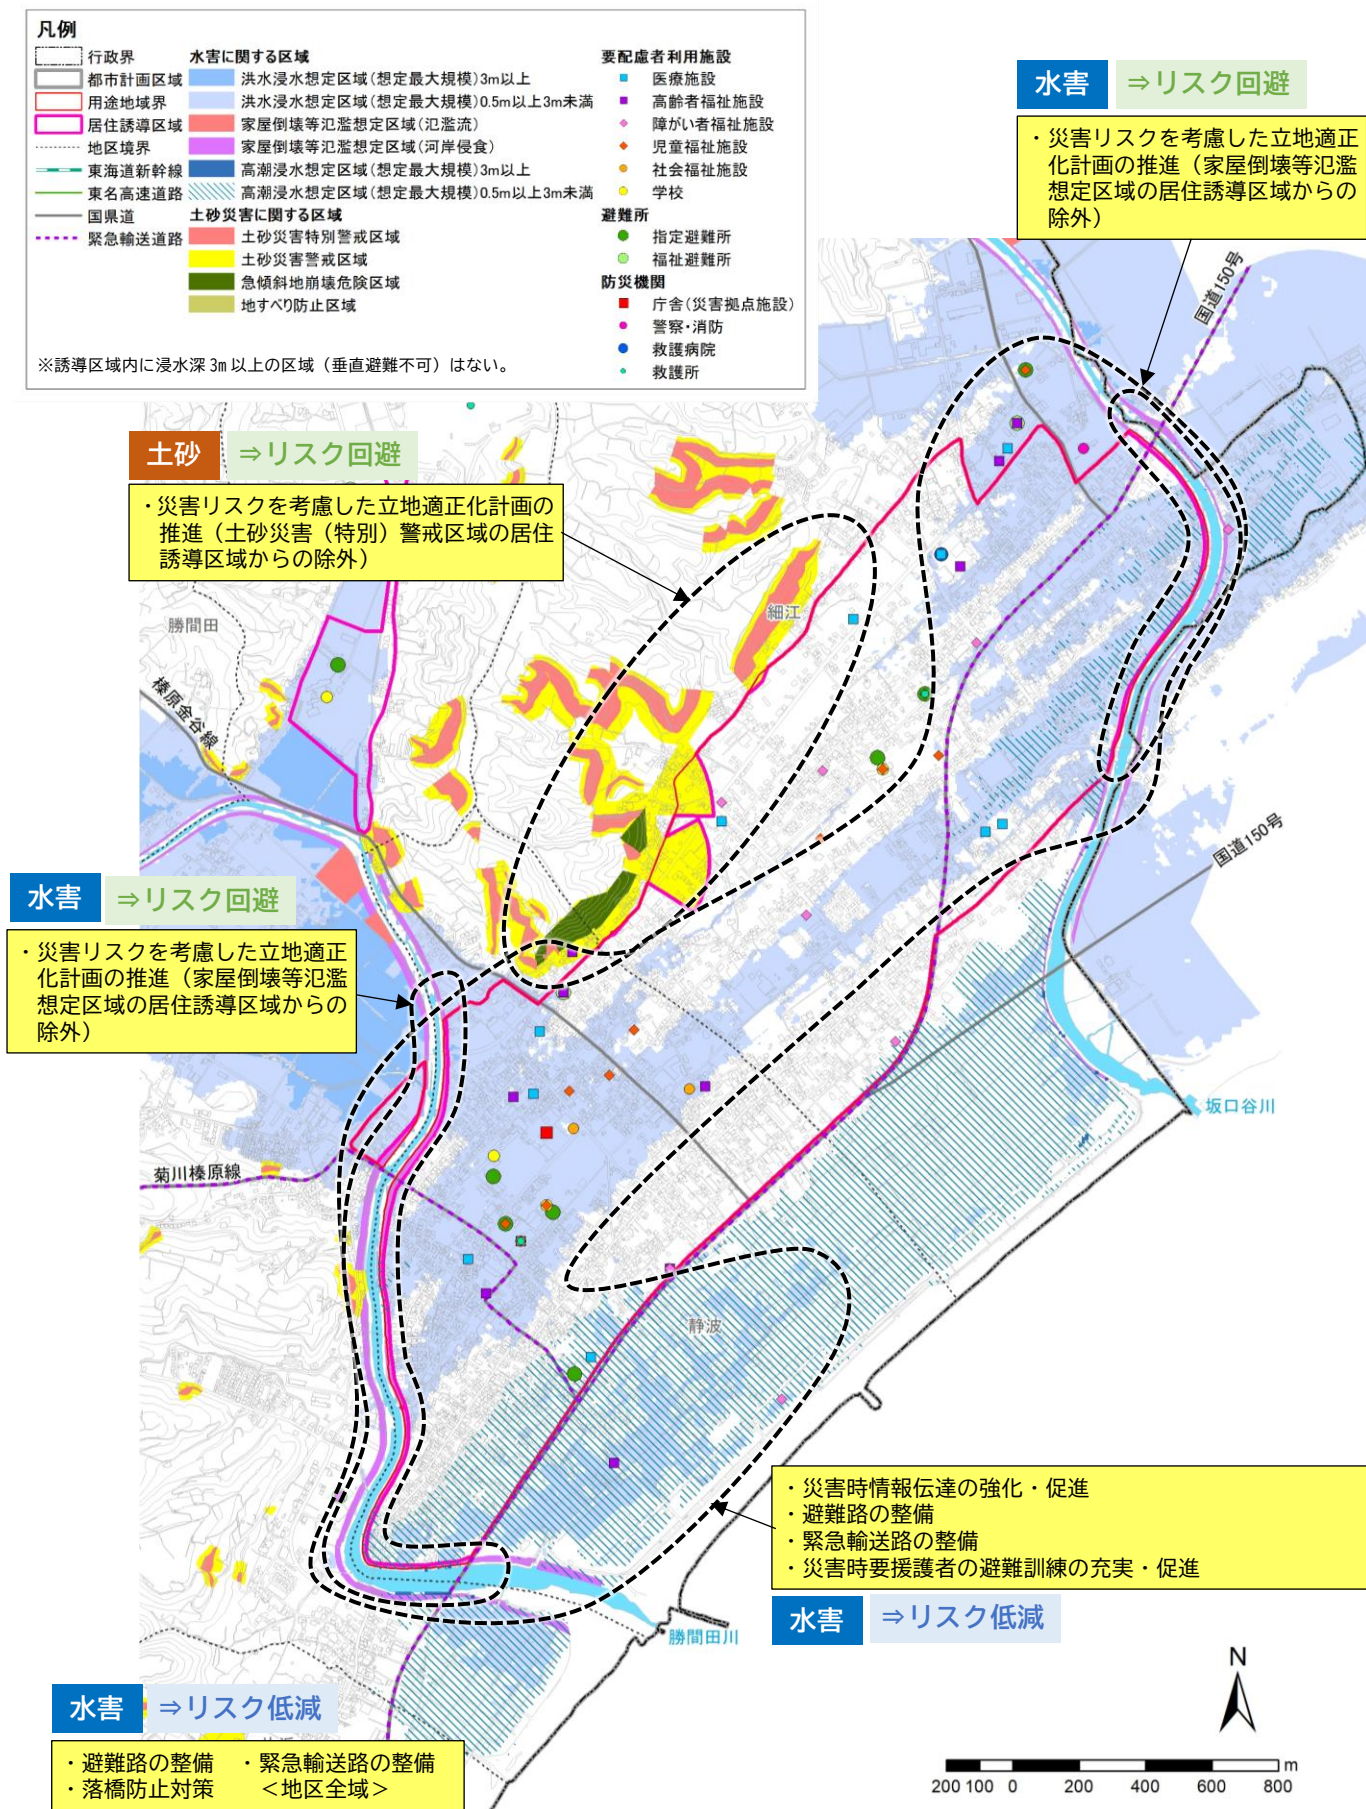 凡例
行政界
都市計画区域
用途地域界
居住誘導区域
地区境界
東海道新幹線
東名高速道路
国県道
緊急輸送道路
水害に関する区域
洪水浸水想定区域(想定最大規模)3m以上
洪水浸水想定区域(想定最大規模)0.5m以上3m未満
家屋倒壊等氾濫想定区域(氾濫流)
家屋倒壊等氾濫想定区域(河岸侵食)
高潮浸水想定区域(想定最大規模)3m以上
高潮浸水想定区域(想定最大規模)0.5m以上3m未満
土砂災害に関する区域
土砂災害特別警戒区域
土砂災害警戒区域
急傾斜地崩壊危険区域
地すべり防止区域
要配慮者利用施設
医療施設
高齢者福祉施設
障がい者福祉施設
児童福祉施設
社会福祉施設
学校
避難所
指定避難所
福祉避難所
防災機関
庁舎(災害拠点施設)
警察・消防
救護病院
救護所
※誘導区域内に浸水深3m以上の区域（垂直避難不可）はない。
水害 ⇒リスク回避
・災害リスクを考慮した立地適正
化計画の推進（家屋倒壊等氾濫
想定区域の居住誘導区域からの
除外）
国道150号
土砂 ⇒リスク回避
・災害リスクを考慮した立地適正化計画の
推進（土砂災害（特別）警戒区域の居住
誘導区域からの除外）
細江
勝間田
榛原金谷線
国道150号
水害 ⇒リスク回避
・災害リスクを考慮した立地適正
化計画の推進（家屋倒壊等氾濫
想定区域の居住誘導区域からの
除外）
坂口谷川
菊川榛原線
静波
・災害時情報伝達の強化・促進
・避難路の整備
・緊急輸送路の整備
・災害時要援護者の避難訓練の充実・促進
水害 ⇒リスク低減
勝間田川
水害 ⇒リスク低減
・避難路の整備 ・緊急輸送路の整備
・落橋防止対策 ＜地区全域＞
N
m
200 100 0 200 400 600 800